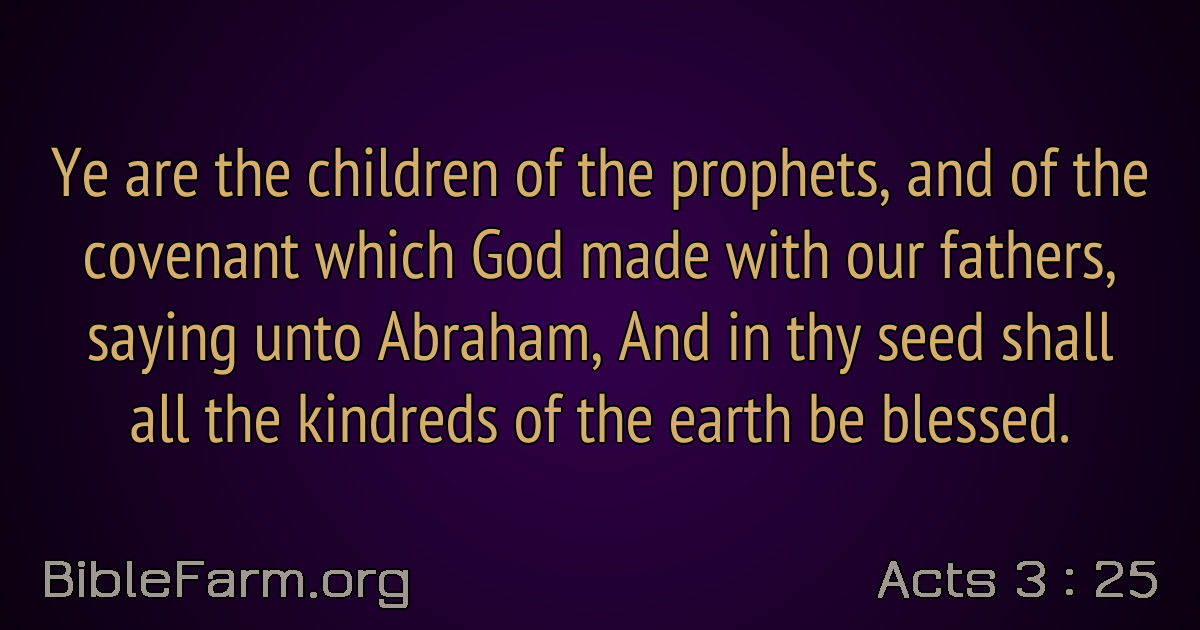 Ye are the children of the prophets, and of the
covenant which God made with our fathers,
saying unto Abraham, And in thy seed shall
all the kindreds of the earth be blessed.
BibleFarm.org
Acts 3 : 25